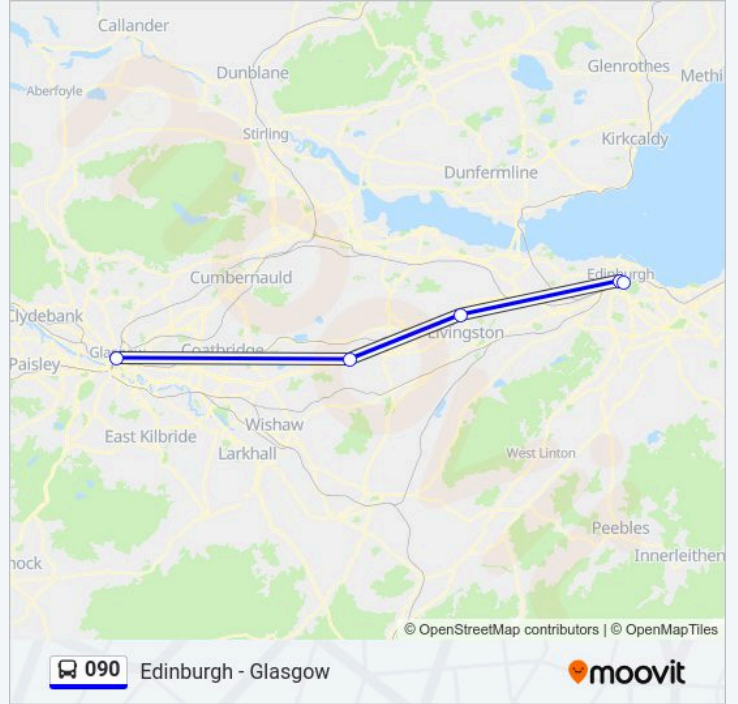 Callander
Dunblane
Glenrothes
Methi
Aberfoyle
Stirling
Kirkcaldy
Dunfermline
Edinburgh
Cumbernauld
Clydebank
Livingston
Coatbridge
Paisley
East Kilbride
Wishaw
Larkhall
West Linton
Peebles
Innerleithen
nock
© OpenStreetMap contributors | © OpenMapTiles
090 Edinburgh - Glasgow
moovit